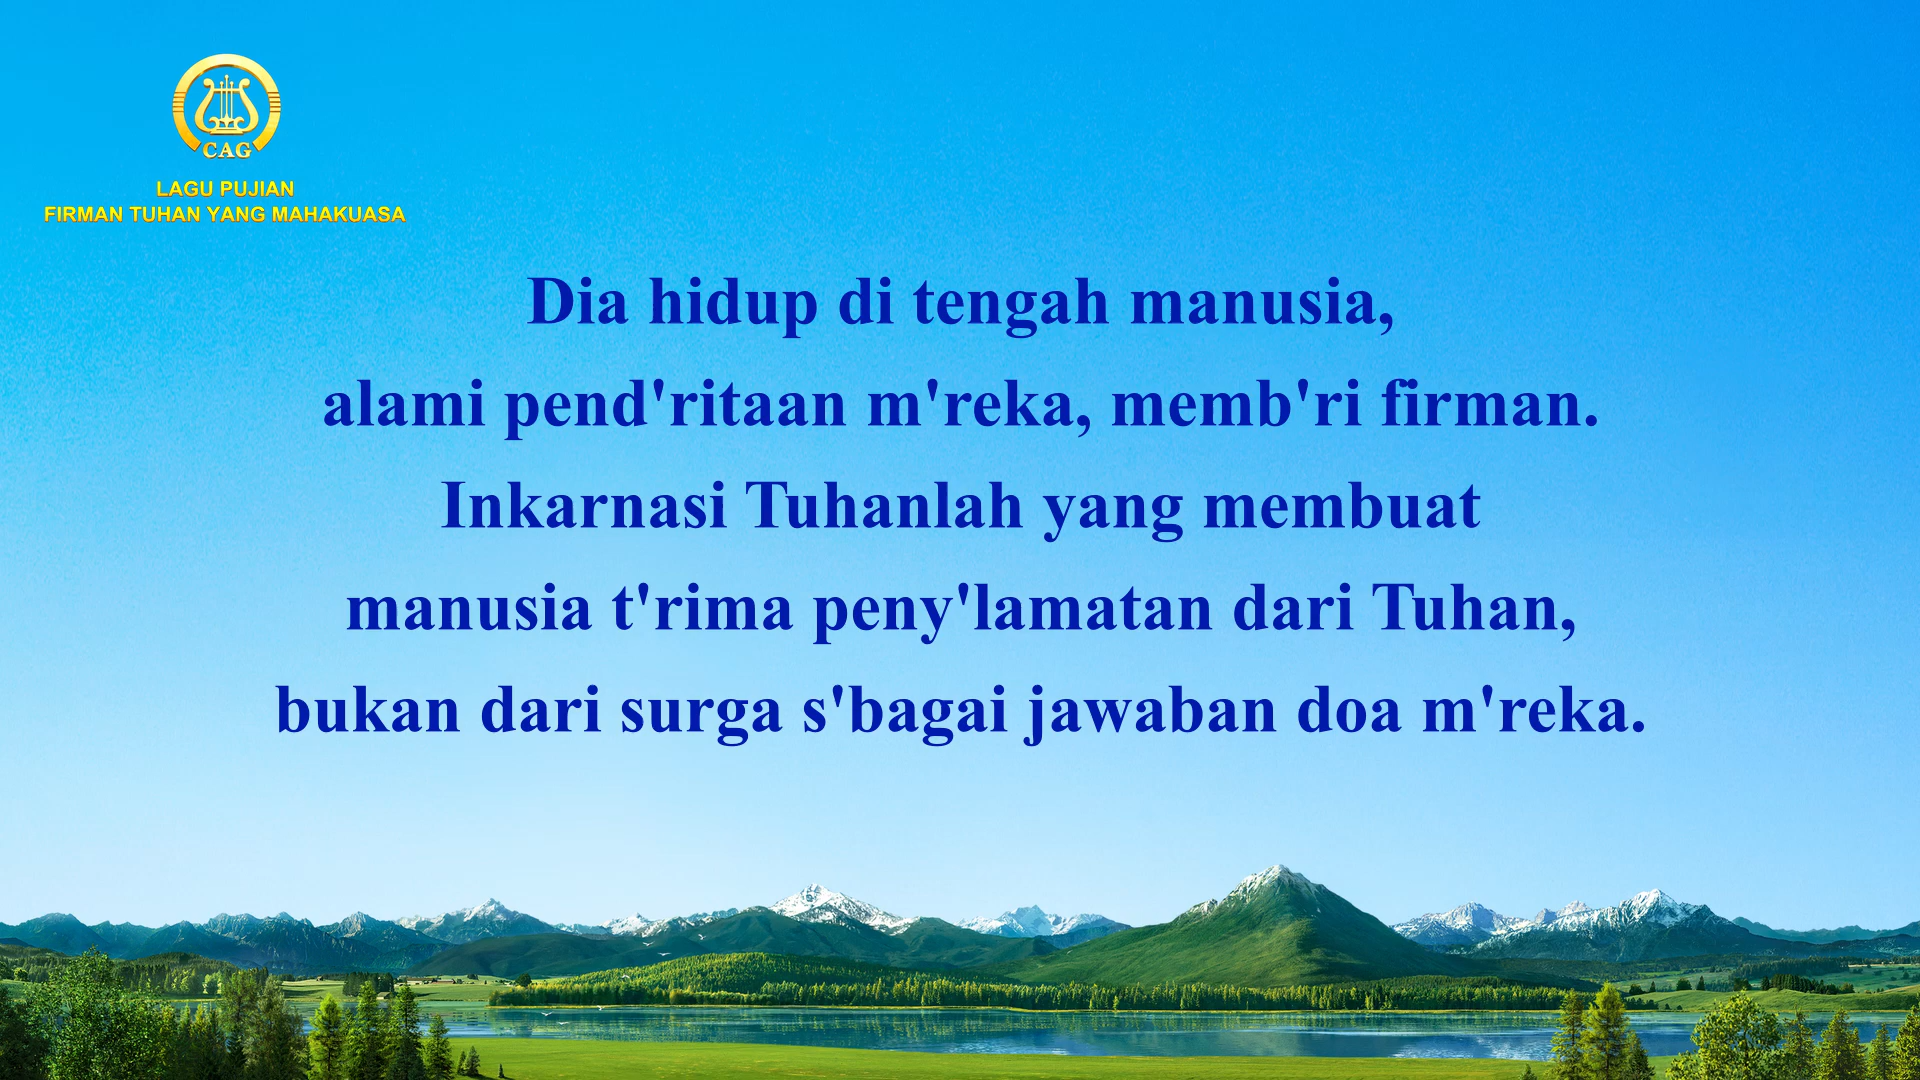 CAG
LAGU PUJIAN
FIRMAN TUHAN YANG MAHAKUASA
Dia hidup di tengah manusia,
alami pend'ritaan m'reka, memb'ri firman.
Inkarnasi Tuhanlah yang membuat
manusia t'rima peny'lamatan dari Tuhan,
bukan dari surga s'bagai jawaban doa m'reka.